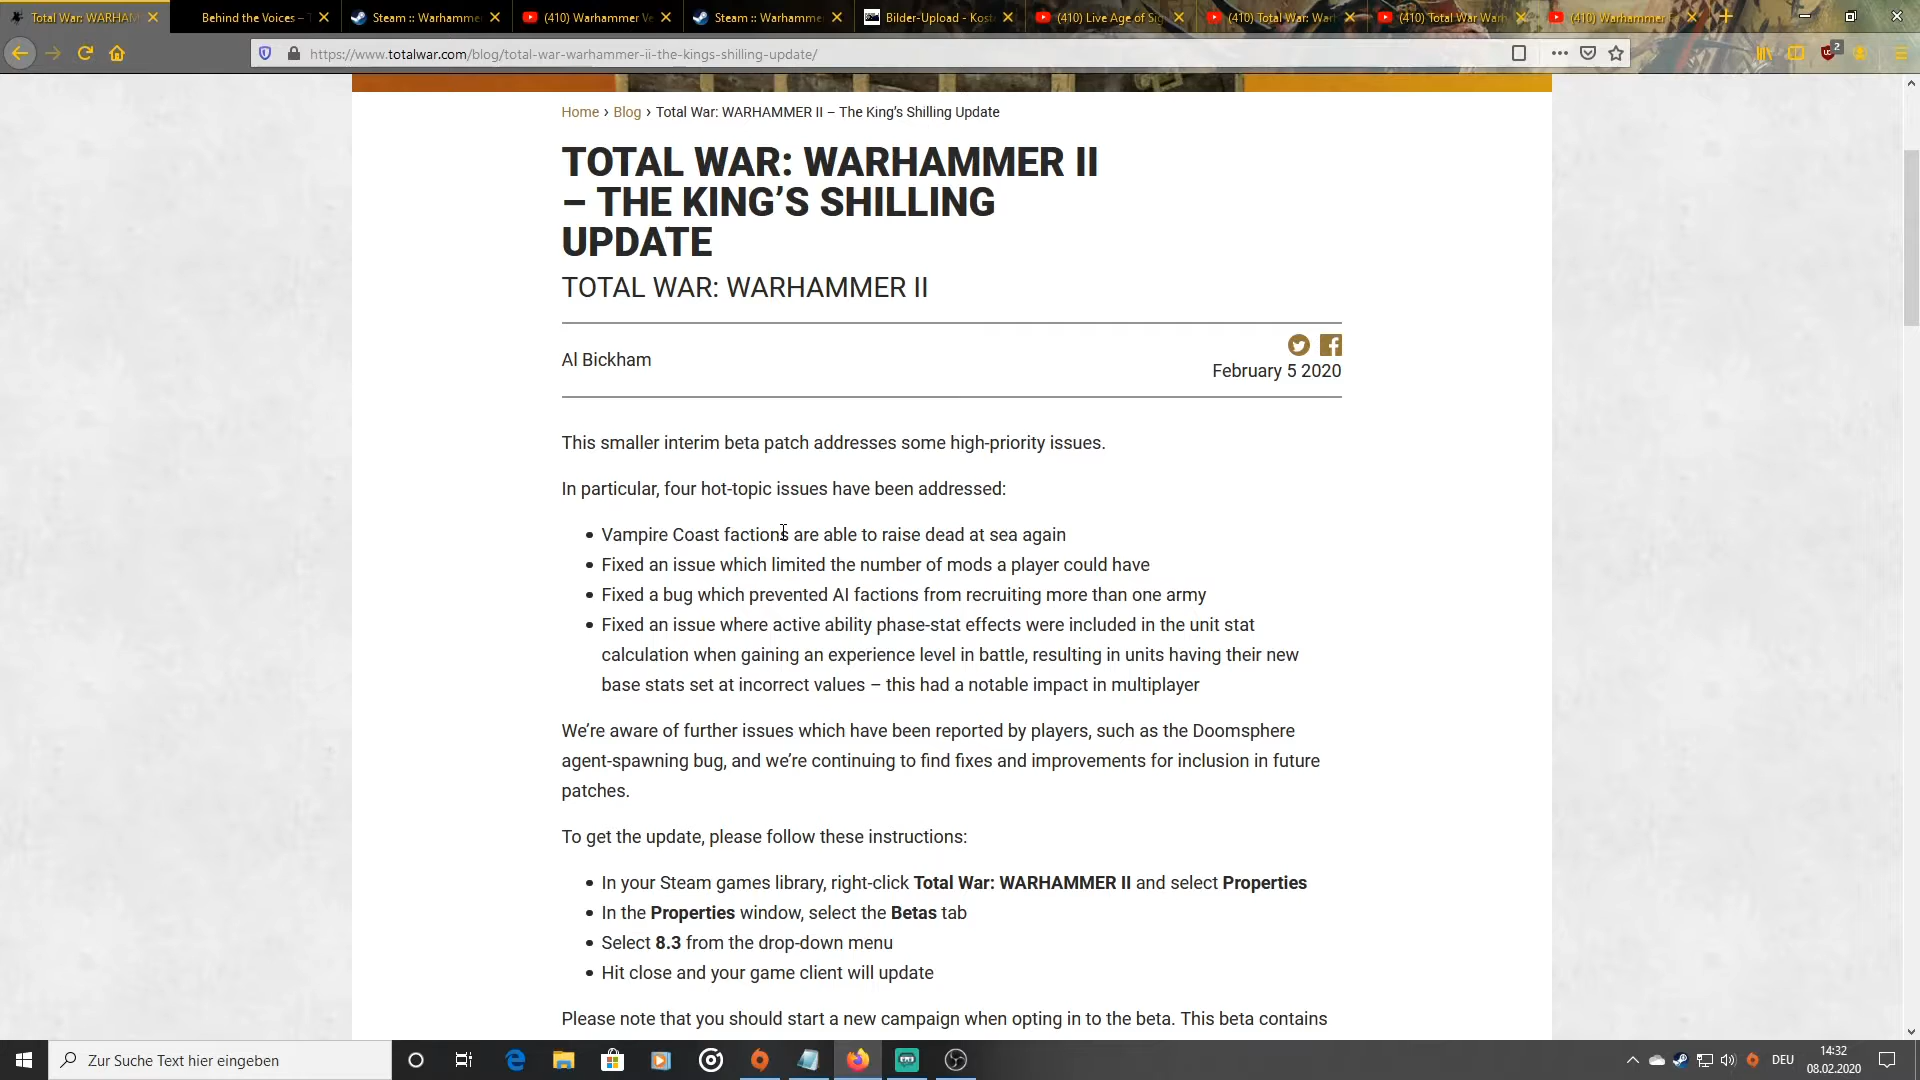 Total War: WARHAM
Behind the Voices –
Steam :: Warhammer
(410) Warhammer Ve
Steam :: Warhamme
Bilder-Upload - Kost
(410) Live Age of Sig
(410) Total War: War
(410) Total War Warh
(410) Warhammer
https://www.totalwar.com/blog/total-war-warhammer-ii-the-kings-shilling-update/
2
Home › Blog › Total War: WARHAMMER II – The King's Shilling Update
TOTAL WAR: WARHAMMER II
– THE KING'S SHILLING
UPDATE
TOTAL WAR: WARHAMMER II
Al Bickham
February 5 2020
This smaller interim beta patch addresses some high-priority issues.
In particular, four hot-topic issues have been addressed:
• Vampire Coast factions are able to raise dead at sea again
• Fixed an issue which limited the number of mods a player could have
• Fixed a bug which prevented AI factions from recruiting more than one army
• Fixed an issue where active ability phase-stat effects were included in the unit stat
calculation when gaining an experience level in battle, resulting in units having their new
base stats set at incorrect values – this had a notable impact in multiplayer
We're aware of further issues which have been reported by players, such as the Doomsphere
agent-spawning bug, and we're continuing to find fixes and improvements for inclusion in future
patches.
To get the update, please follow these instructions:
• In your Steam games library, right-click Total War: WARHAMMER II and select Properties
• In the Properties window, select the Betas tab
• Select 8.3 from the drop-down menu
• Hit close and your game client will update
Please note that you should start a new campaign when opting in to the beta. This beta contains
Zur Suche Text hier eingeben
DEU
14:32
08.02.2020